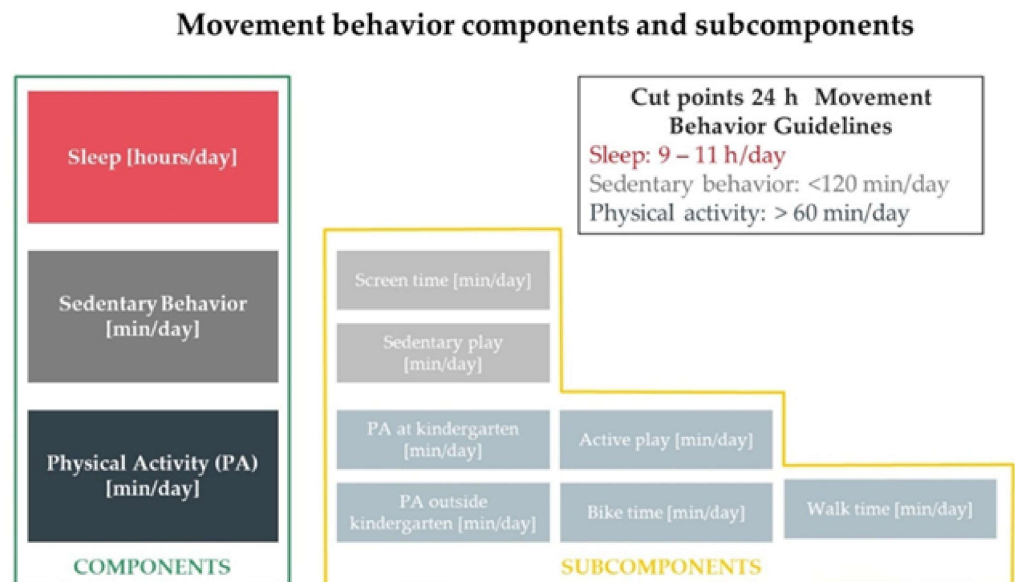 Movement behavior components and subcomponents
Sleep [hours/day]
Cut points 24 h Movement
Behavior Guidelines
Sleep: 9 – 11 h/day
Sedentary behavior: <120 min/day
Physical activity: > 60 min/day
Sedentary Behavior
[min/day]
Screen time [min/day]
Sedentary play
[min/day]
Physical Activity (PA)
[min/day]
PA at kindergarten
[min/day]
Active play [min/day]
PA outside
kindergarten [min/day]
Bike time [min/day]
Walk time [min/day]
COMPONENTS
SUBCOMPONENTS